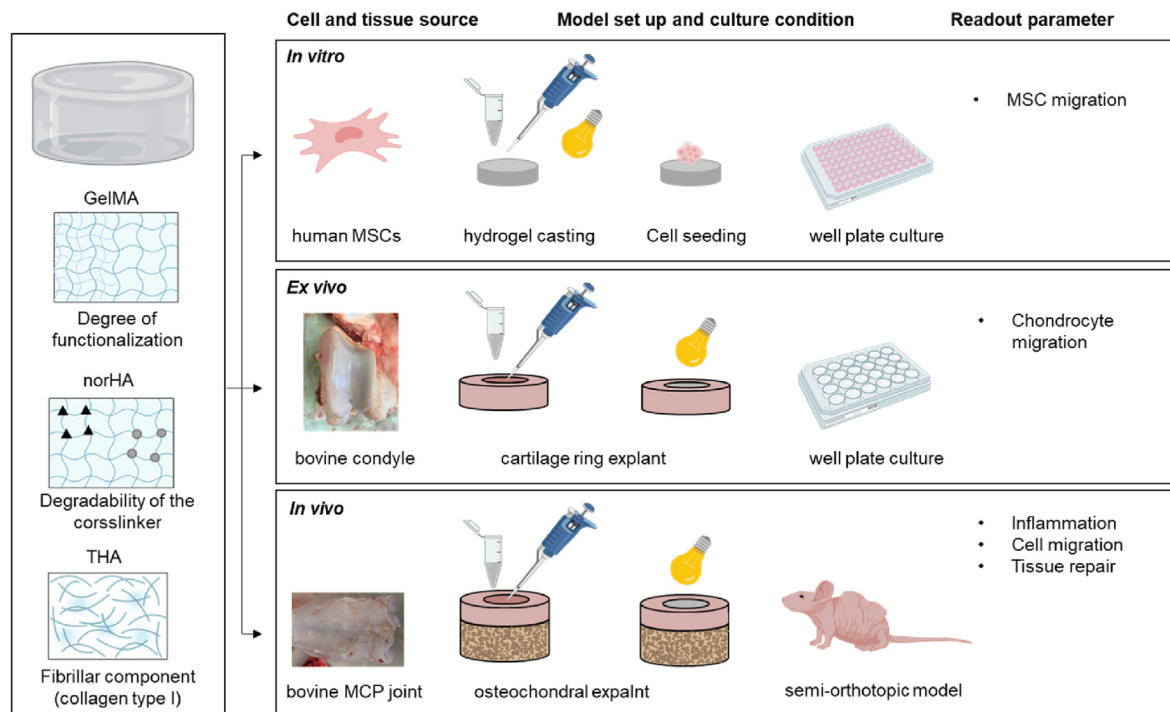 Cell and tissue source
Model set up and culture condition
Readout parameter
GelMA
Degree of
functionalization
norHA
Degradability of the
corsslinker
THA
Fibrillar component
(collagen type I)
In vitro
human MSCs
hydrogel casting
Cell seeding
well plate culture
• MSC migration
Ex vivo
bovine condyle
cartilage ring explant
well plate culture
• Chondrocyte
migration
In vivo
bovine MCP joint
osteochondral expalnt
semi-orthotopic model
• Inflammation
• Cell migration
• Tissue repair